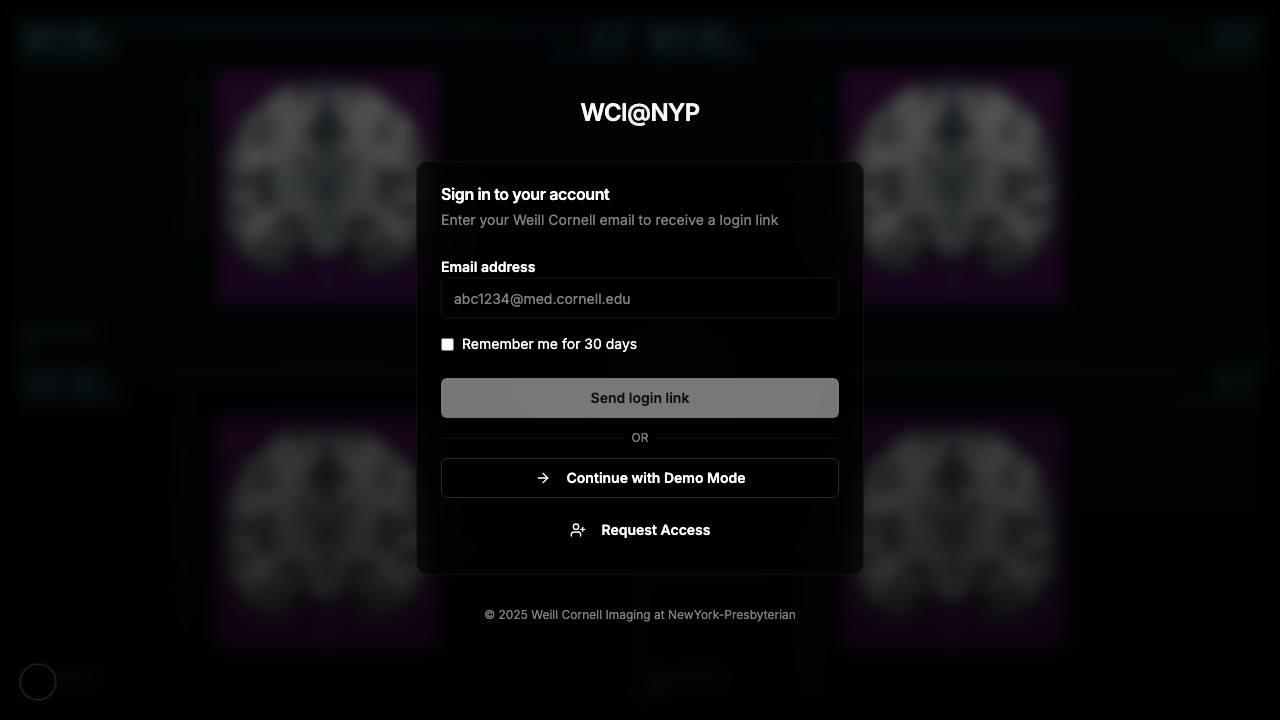 WCI@NYP
Sign in to your account
Enter your Weill Cornell email to receive a login link
Email address
abc1234@med.cornell.edu
Remember me for 30 days
Send login link
OR
Continue with Demo Mode
Request Access
© 2025 Weill Cornell Imaging at NewYork-Presbyterian